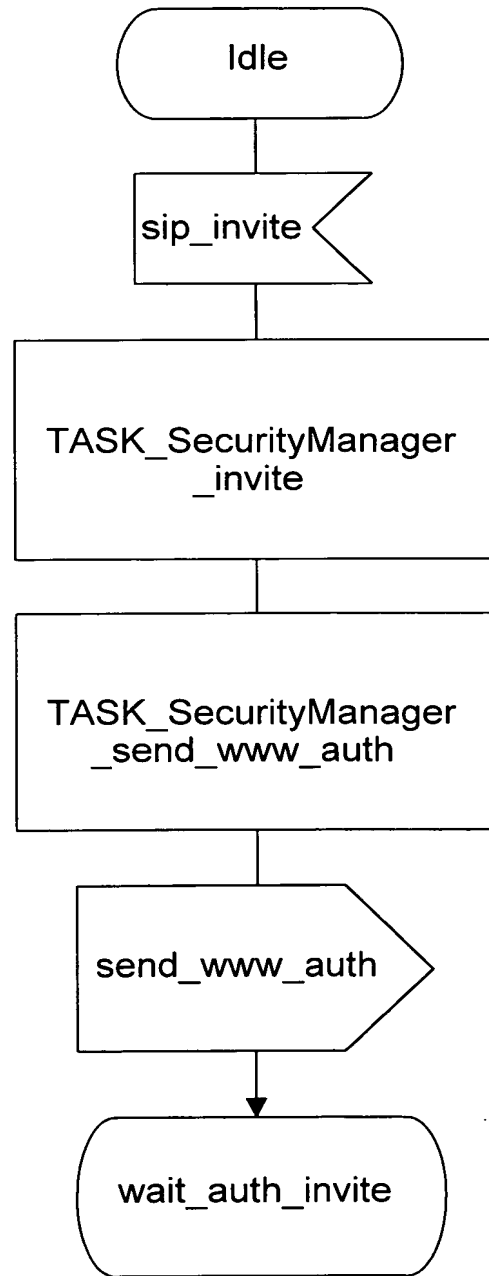 Idle
sip_invite
TASK_SecurityManager
_invite
TASK_SecurityManager
_send_www_auth
send_www_auth
wait_auth_invite